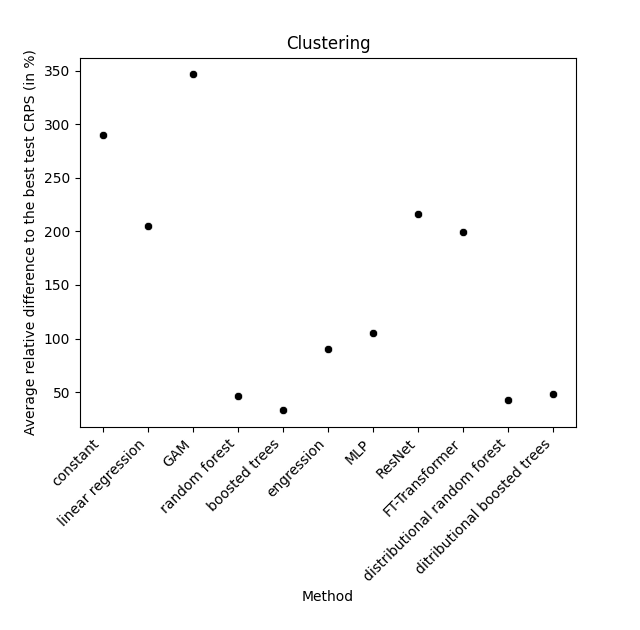 Clustering
Average relative difference to the best test CRPS (in %)
350
300
250
200
150
100
50
constant
linear regression
GAM
random forest
boosted trees
engression
MLP
ResNet
FT-Transformer
distributional random forest
ditributional boosted trees
Method